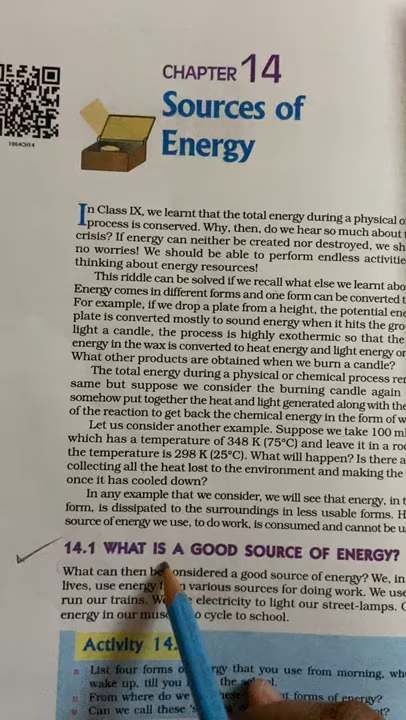 1064CH14
CHAPTER 14
Sources of
Energy
In Class IX, we learnt that the total energy during a physical o
process is conserved. Why, then, do we hear so much about
crisis? If energy can neither be created nor destroyed, we sh
no worries! We should be able to perform endless activitie
thinking about energy resources!
This riddle can be solved if we recall what else we learnt abo
Energy comes in different forms and one form can be converted t
For example, if we drop a plate from a height, the potential ene
plate is converted mostly to sound energy when it hits the gro
light a candle, the process is highly exothermic so that the
energy in the wax is converted to heat energy and light energy on
What other products are obtained when we burn a candle?
The total energy during a physical or chemical process rem
same but suppose we consider the burning candle again
somehow put together the heat and light generated along with the
of the reaction to get back the chemical energy in the form of w
Let us consider another example. Suppose we take 100 mL
which has a temperature of 348 K (75°C) and leave it in a roo
the temperature is 298 K (25°C). What will happen? Is there a
collecting all the heat lost to the environment and making the
once it has cooled down?
In any example that we consider, we will see that energy, in t
form, is dissipated to the surroundings in less usable forms. H
source of energy we use, to do work, is consumed and cannot be u
14.1 WHAT IS A GOOD SOURCE OF ENERGY?
What can then be considered a good source of energy? We, in
lives, use energy from various sources for doing work. We use
run our trains. We electricity to light our street-lamps.
energy in our to cycle to school.
Activity 14.
List four forms of that you use from morning,
wake up, till you the
From where do we forms of energy?
Can we call these